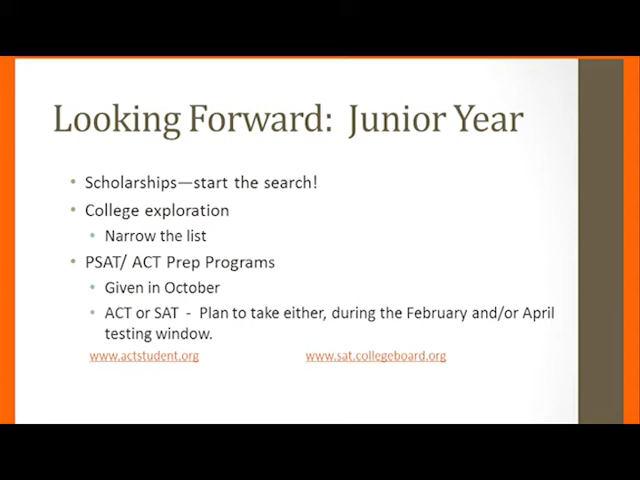 Looking Forward:  Junior Year
• Scholarships—start the search!
• College exploration
• Narrow the list
• PSAT/ ACT Prep Programs
• Given in October
• ACT or SAT  -  Plan to take either, during the February and/or April
testing window.
www.actstudent.org www.sat.collegeboard.org